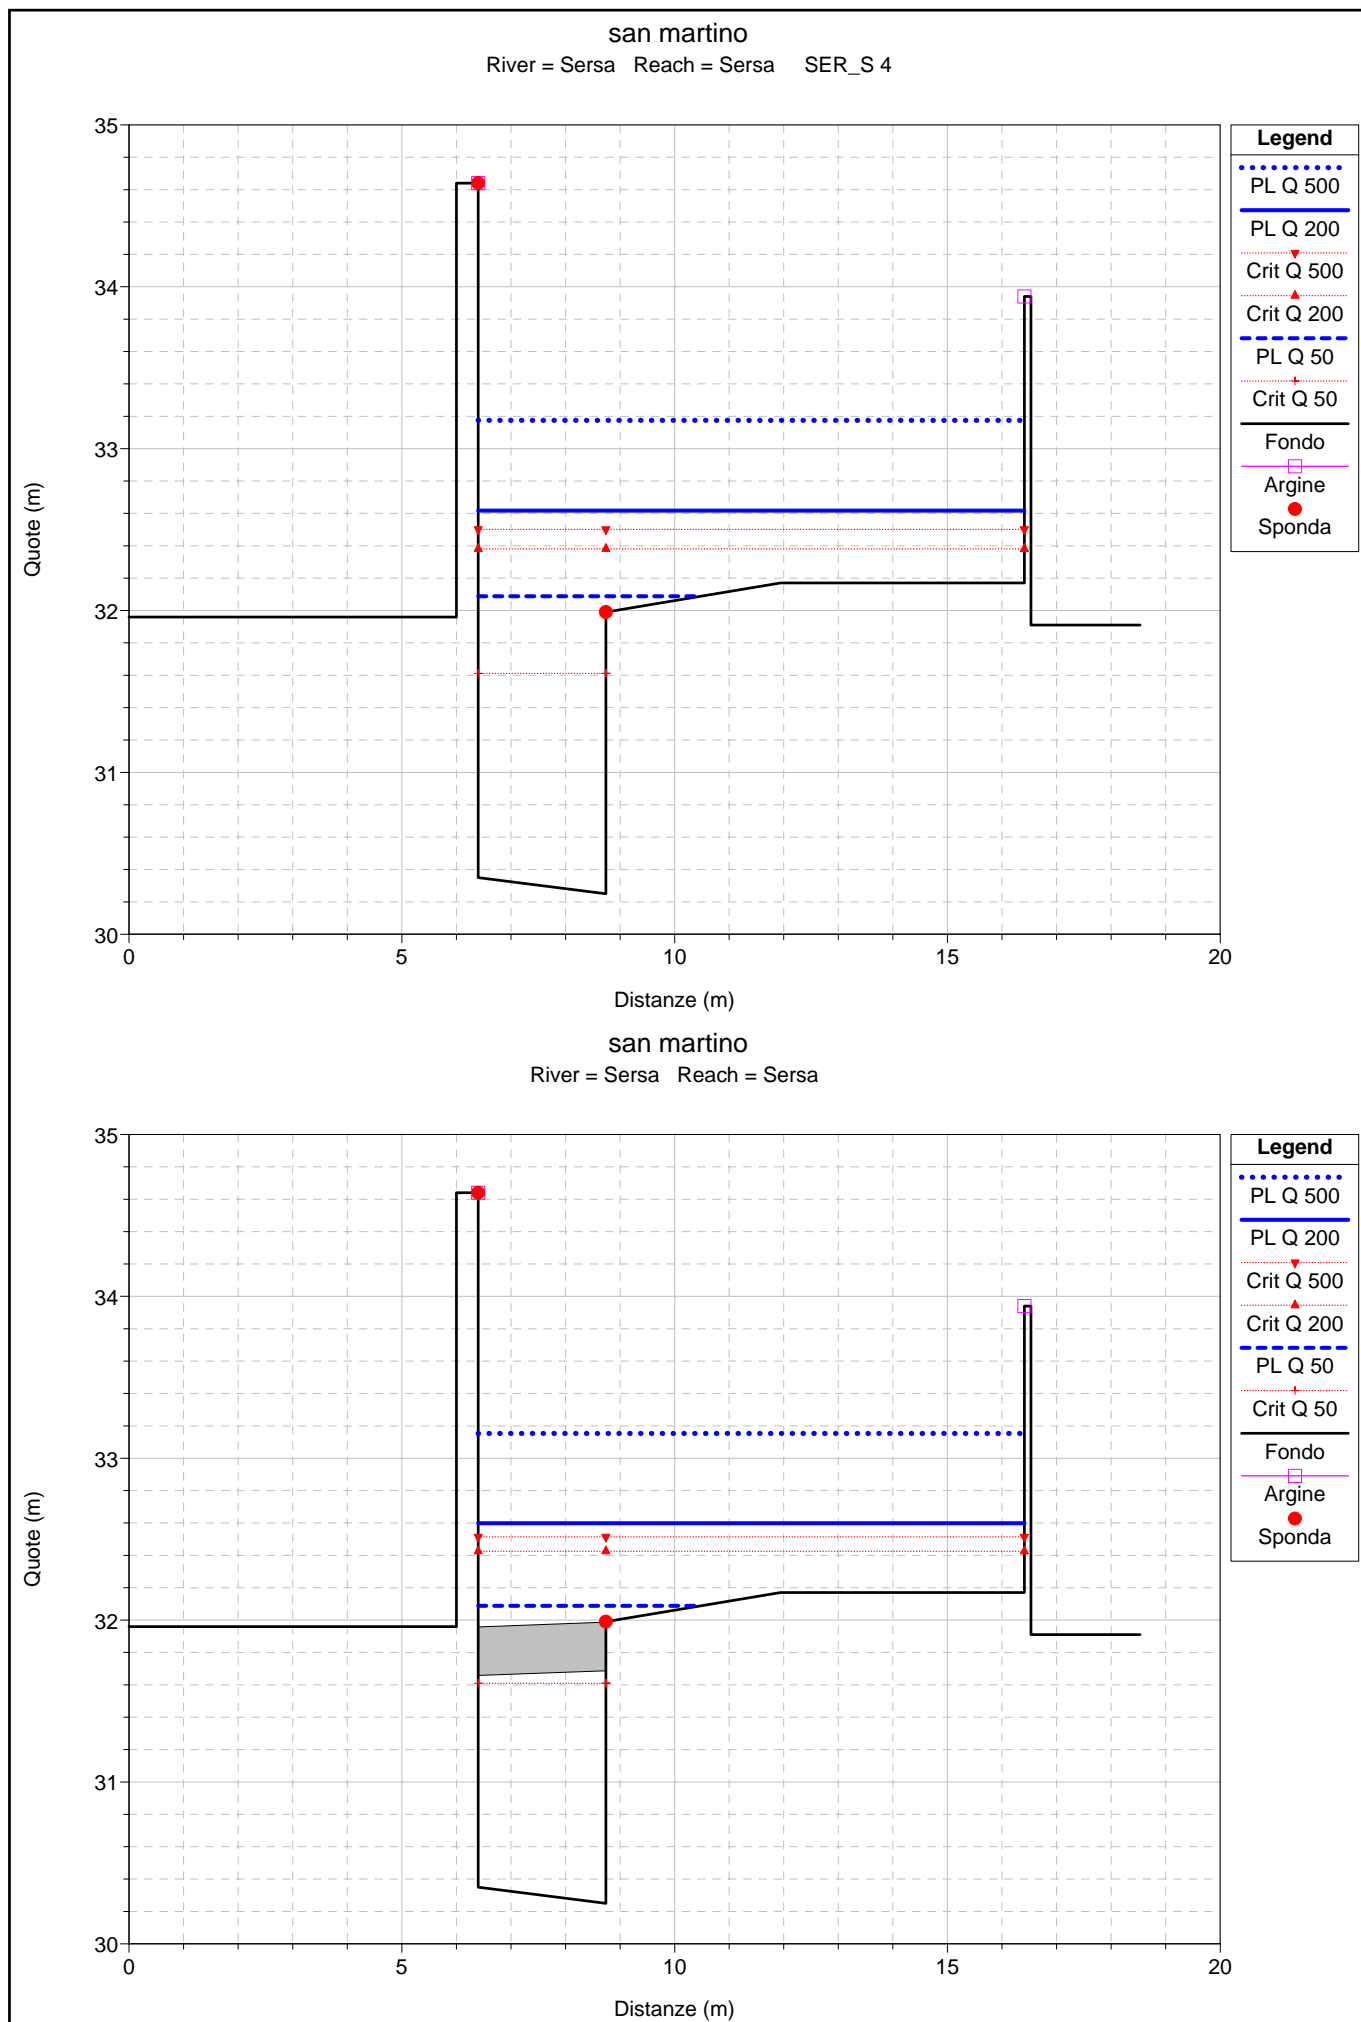 san martino
River = Sersa   Reach = Sersa     SER_S 4
35
34
33
32
31
30
0
5
10
15
20
Quote (m)
Distanze (m)
Legend
PL Q 500
PL Q 200
Crit Q 500
Crit Q 200
PL Q 50
Crit Q 50
Fondo
Argine
Sponda
san martino
River = Sersa   Reach = Sersa
35
34
33
32
31
30
0
5
10
15
20
Quote (m)
Distanze (m)
Legend
PL Q 500
PL Q 200
Crit Q 500
Crit Q 200
PL Q 50
Crit Q 50
Fondo
Argine
Sponda